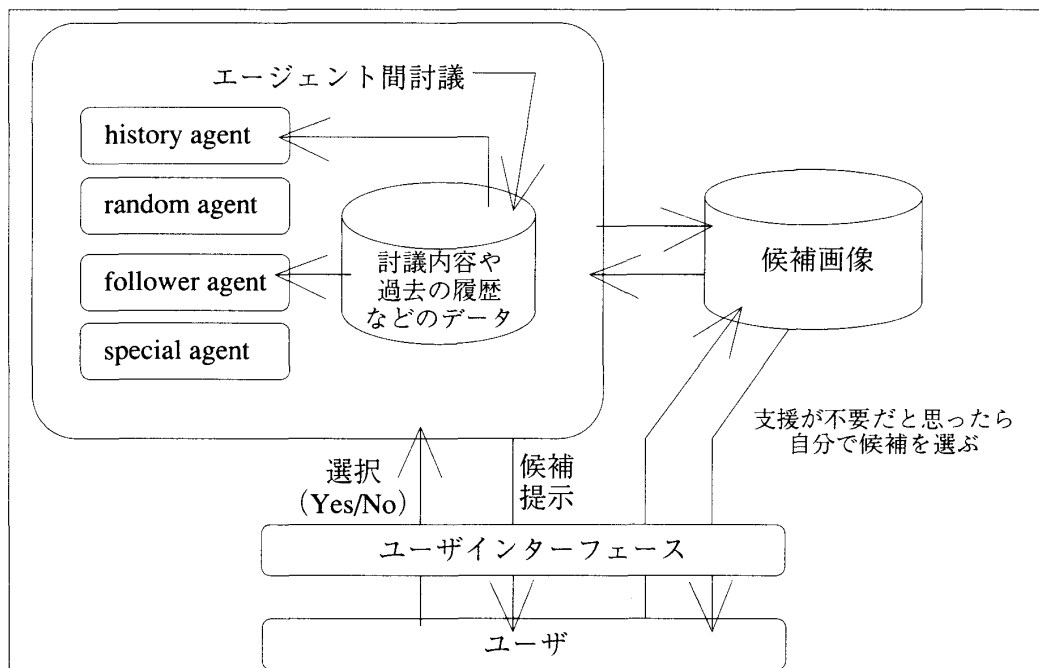 エージェント間討議
history agent
random agent
follower agent
special agent
討議内容や
過去の履歴
などのデータ
候補画像
支援が不要だと思ったら
自分で候補を選ぶ
選択
(Yes/No)
候補
提示
ユーザインターフェース
ユーザ